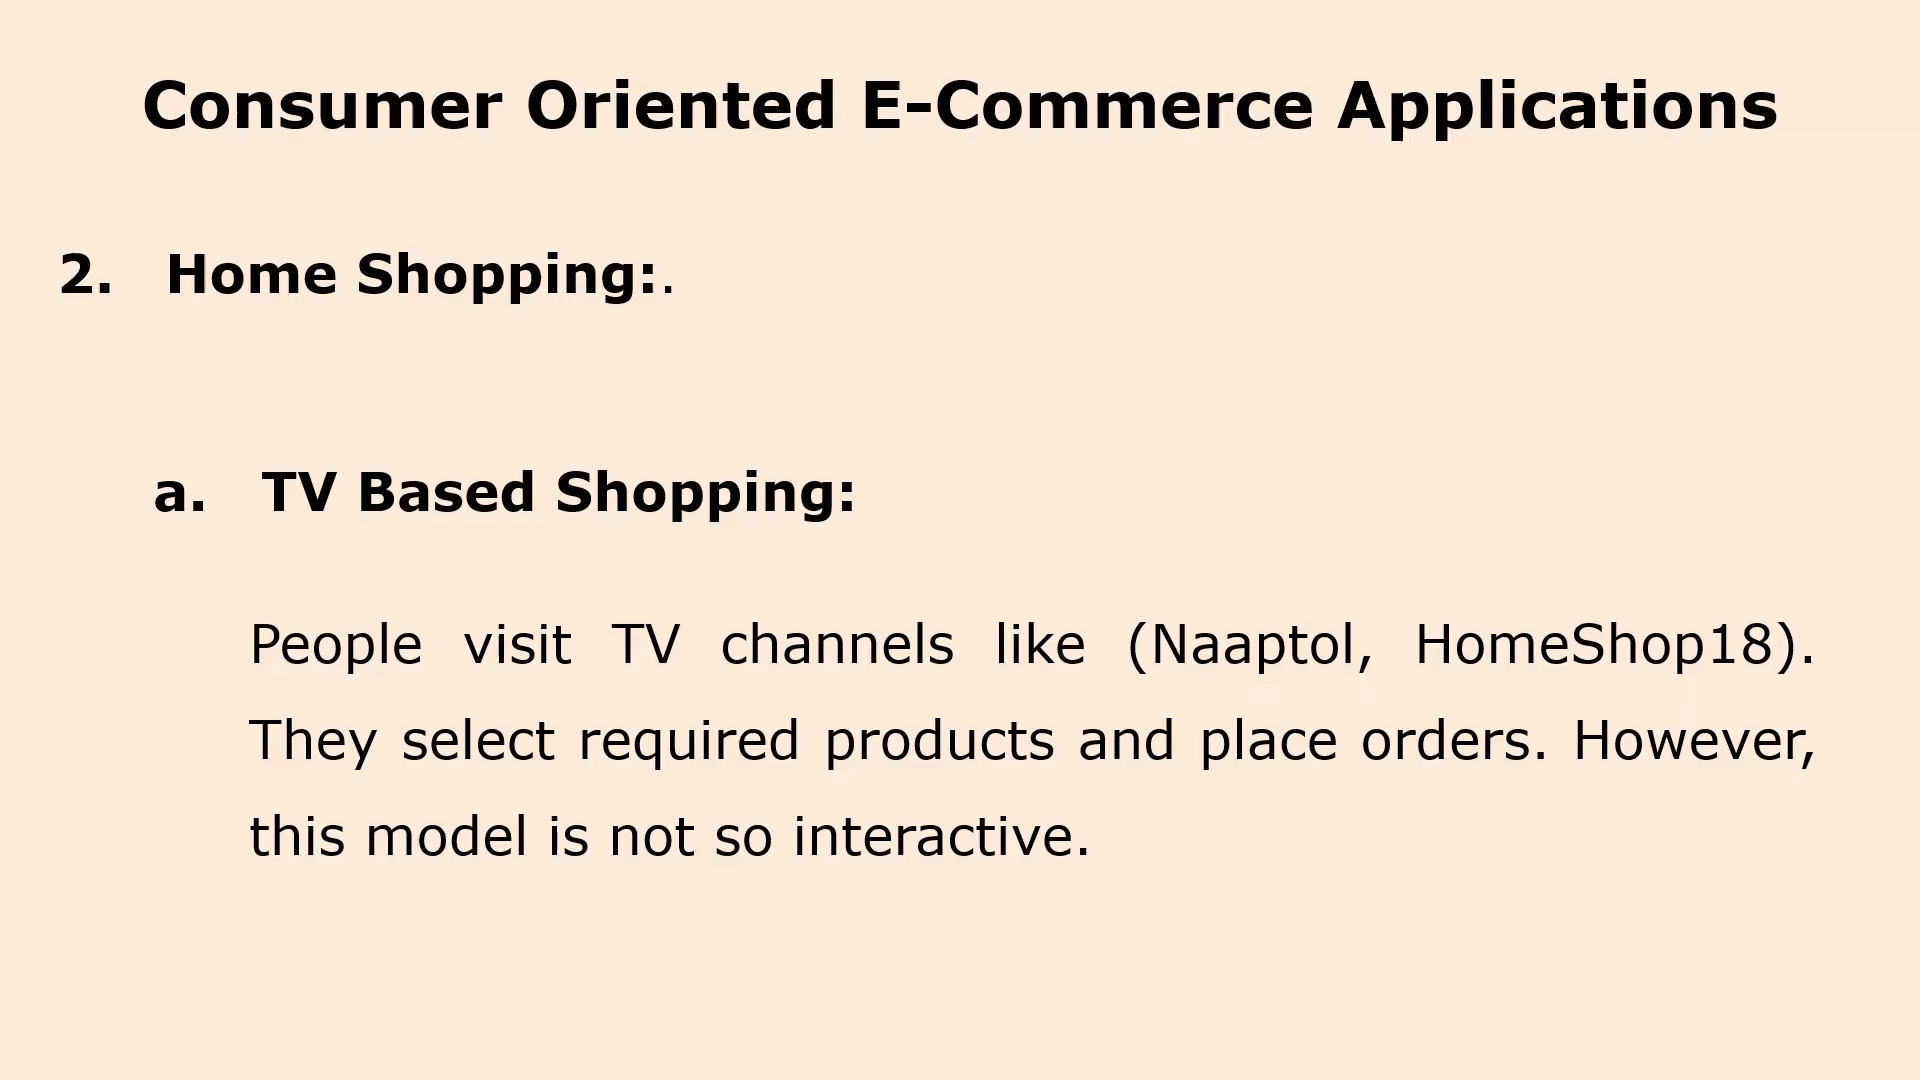 Consumer Oriented E-Commerce Applications
2. Home Shopping:.
a. TV Based Shopping:
People visit TV channels like (Naaptol, HomeShop18).
They select required products and place orders. However,
this model is not so interactive.